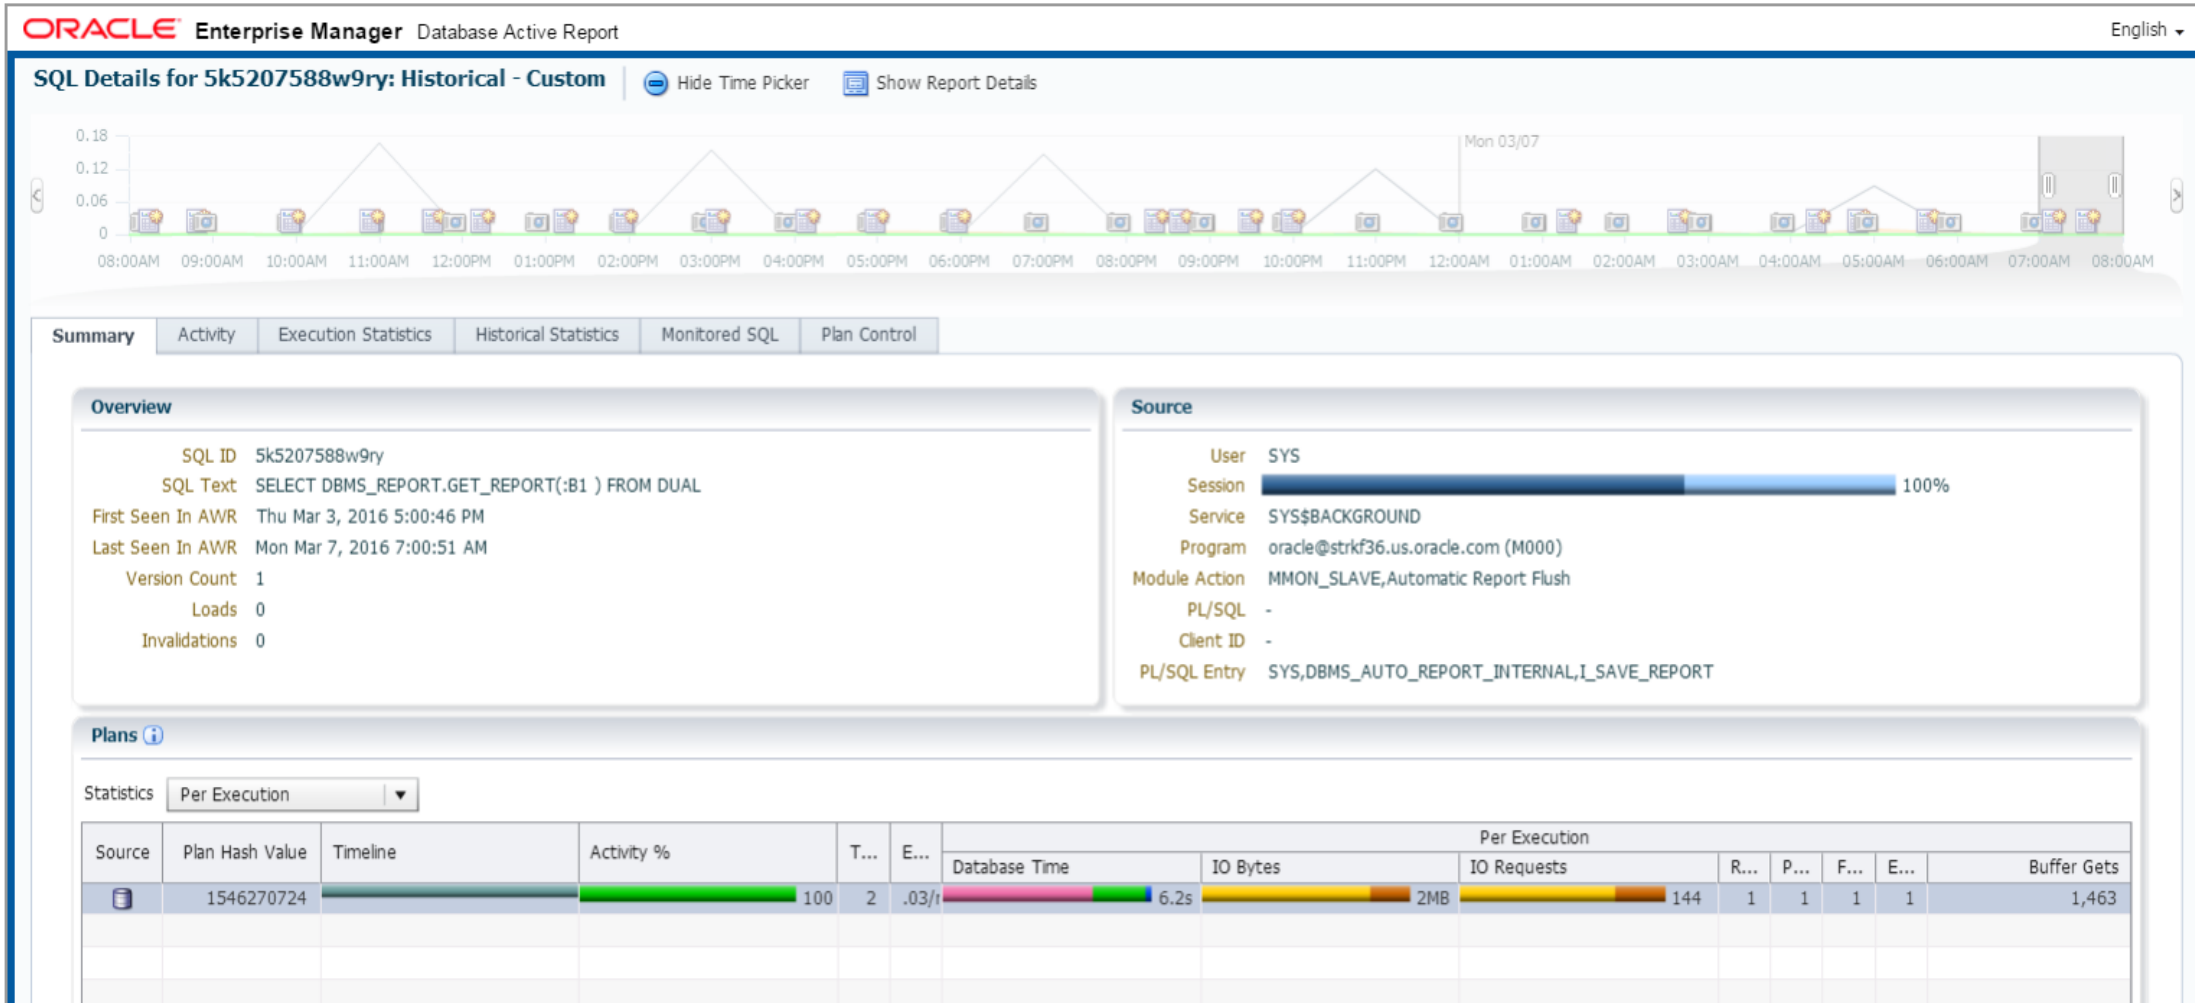 ORACLE Enterprise Manager Database Active Report English
SQL Details for 5k5207588w9ry: Historical - Custom Hide Time Picker Show Report Details
0.18
Mon 03/07
0.12
0.06
0
08:00AM 09:00AM 10:00AM 11:00AM 12:00PM 01:00PM 02:00PM 03:00PM 04:00PM 05:00PM 06:00PM 07:00PM 08:00PM 09:00PM 10:00PM 11:00PM 12:00AM 01:00AM 02:00AM 03:00AM 04:00AM 05:00AM 06:00AM 07:00AM 08:00AM
Summary Activity Execution Statistics Historical Statistics Monitored SQL Plan Control
Overview
SQL ID 5k5207588w9ry
SQL Text SELECT DBMS_REPORT.GET_REPORT(:B1 ) FROM DUAL
First Seen In AWR Thu Mar 3, 2016 5:00:46 PM
Last Seen In AWR Mon Mar 7, 2016 7:00:51 AM
Version Count 1
Loads 0
Invalidations 0
Source
User SYS
Session 100%
Service SYS$BACKGROUND
Program oracle@strkf36.us.oracle.com (M000)
Module Action MMON_SLAVE,Automatic Report Flush
PL/SQL -
Client ID -
PL/SQL Entry SYS,DBMS_AUTO_REPORT_INTERNAL,I_SAVE_REPORT
Plans
Statistics Per Execution
Source Plan Hash Value Timeline Activity % T... E... Per Execution
Database Time IO Bytes IO Requests R... P... F... E... Buffer Gets
1546270724 100 2 .03/r 6.2s 2MB 144 1 1 1 1 1,463